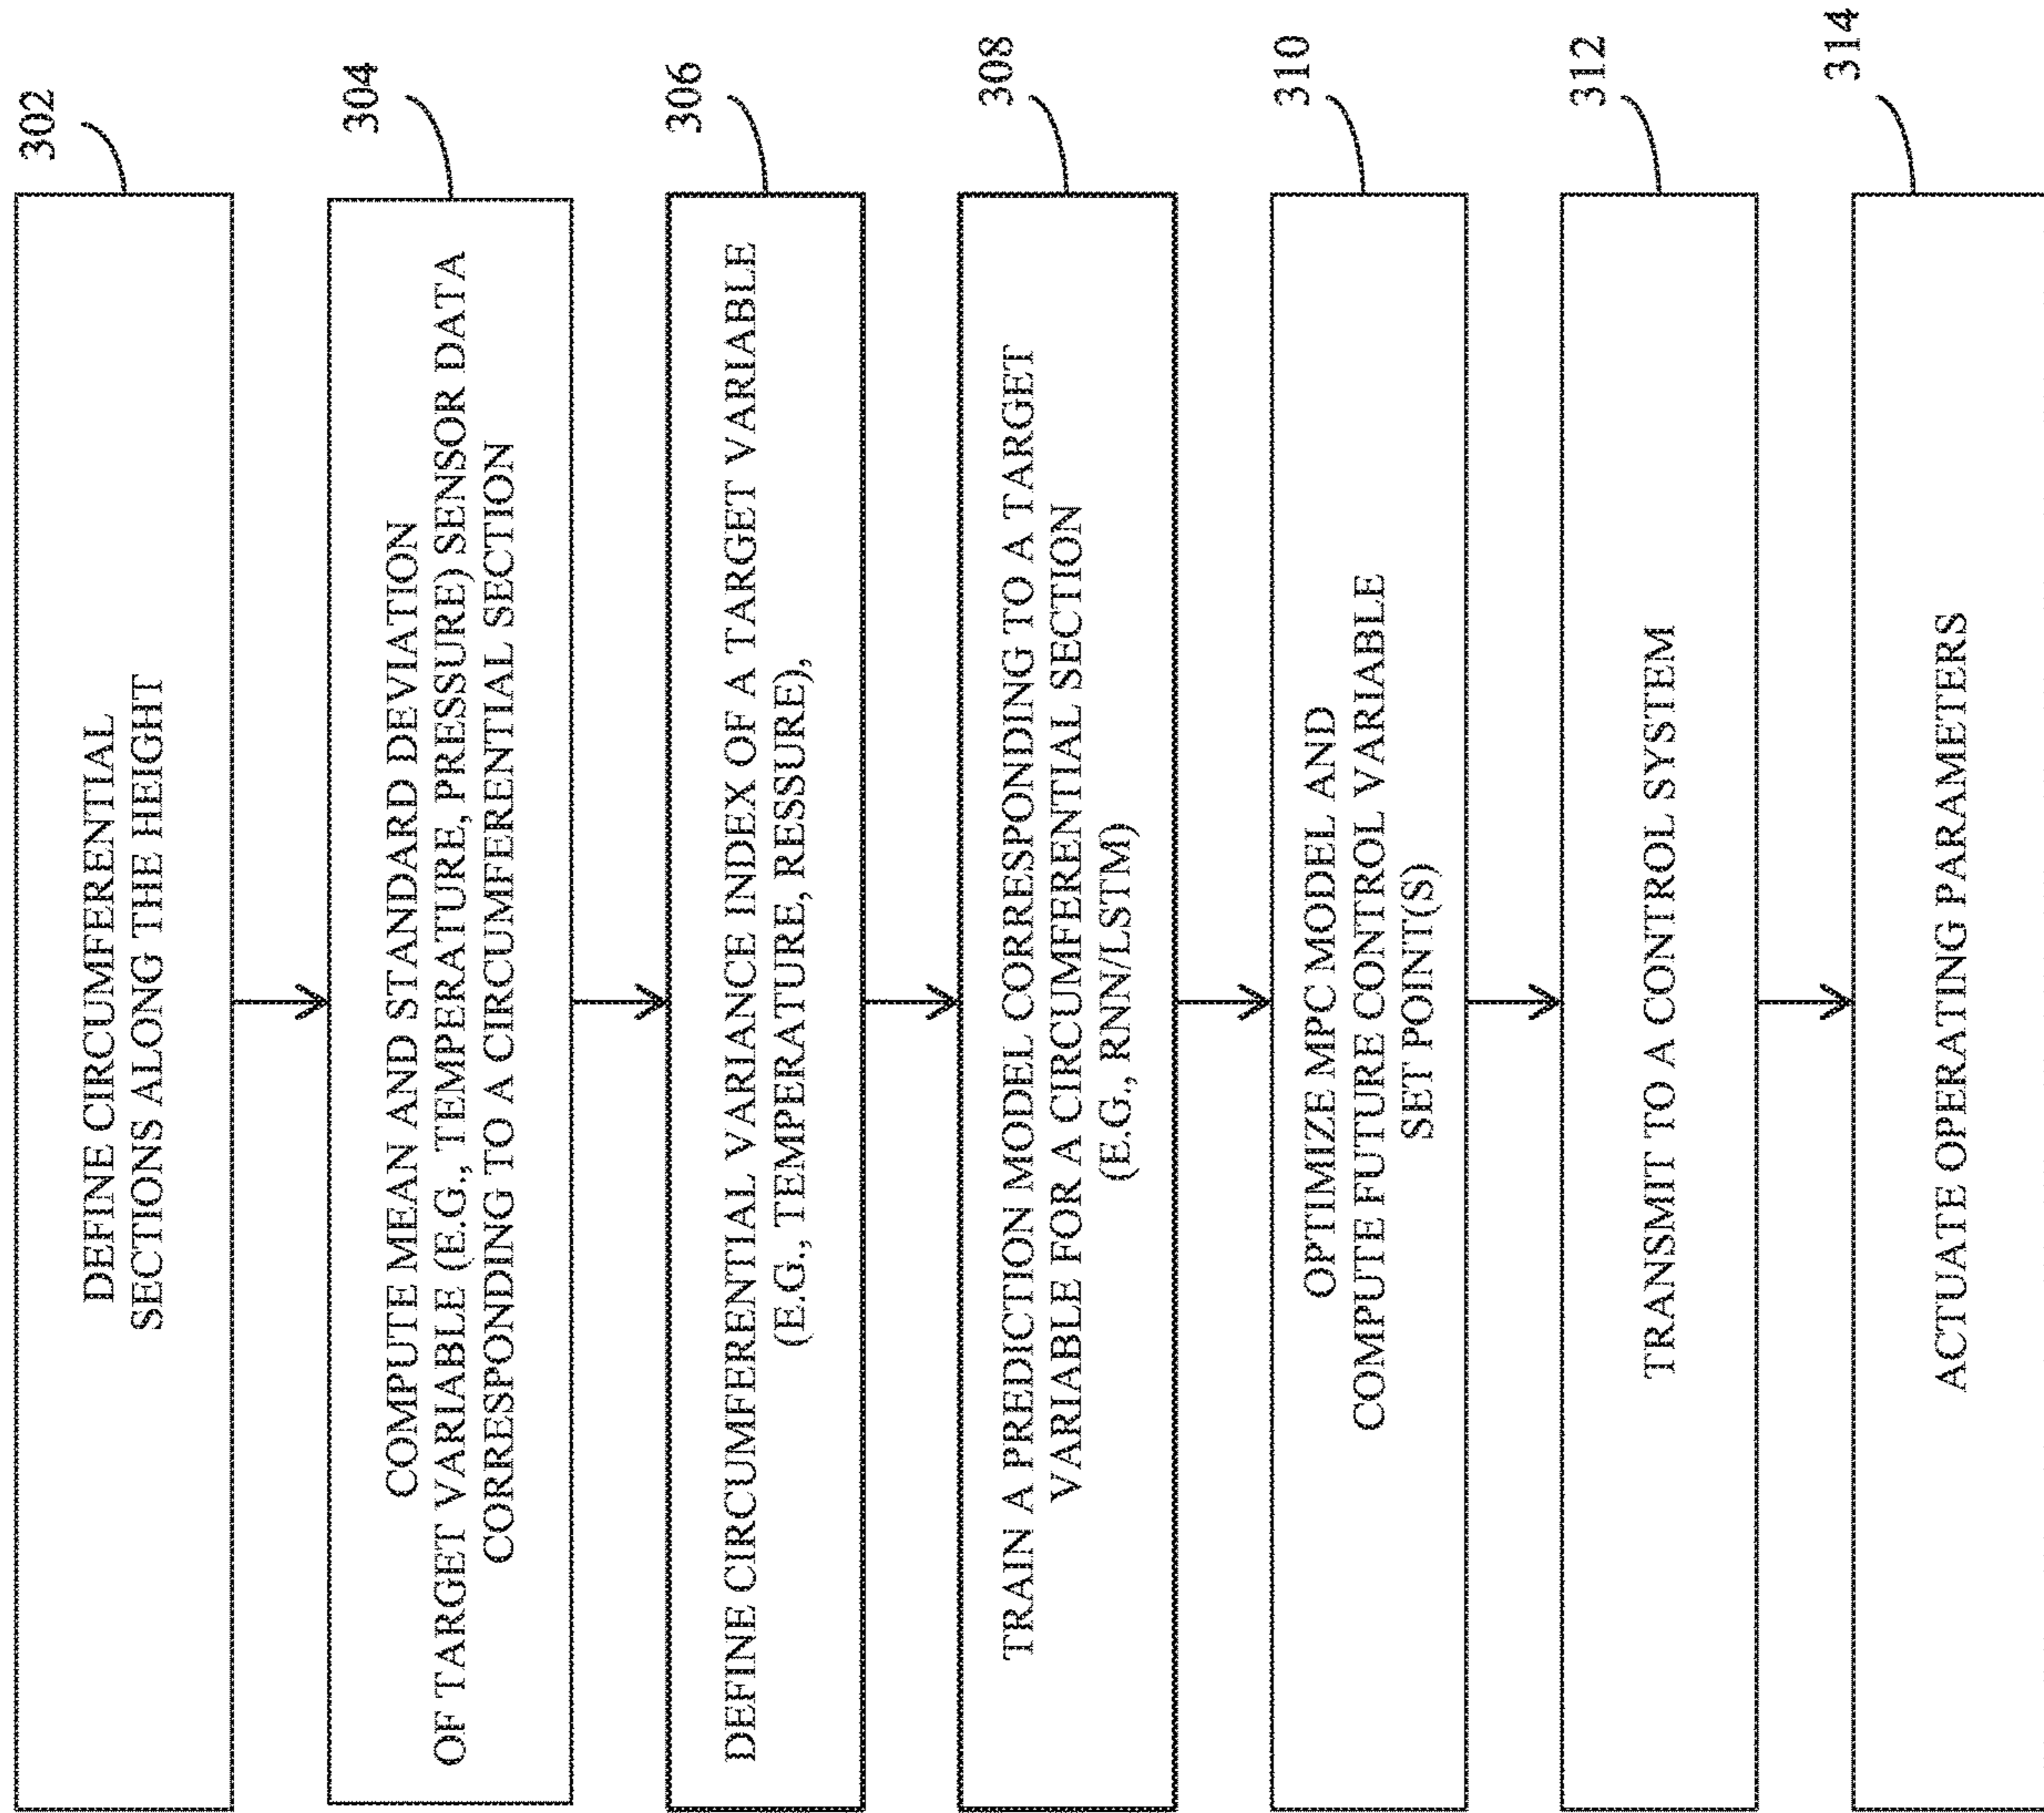 302
DEFINE CIRCUMFERENTIAL
SECTIONS ALONG THE HEIGHT
304
COMPUTE MEAN AND STANDARD DEVIATION
OF TARGET VARIABLE (E.G., TEMPERATURE, PRESSURE) SENSOR DATA
CORRESPONDING TO A CIRCUMFERENTIAL SECTION
306
DEFINE CIRCUMFERENTIAL VARIANCE INDEX OF A TARGET VARIABLE
(E.G., TEMPERATURE, RESSURE),
308
TRAIN A PREDICTION MODEL CORRESPONDING TO A TARGET
VARIABLE FOR A CIRCUMFERENTIAL SECTION
(E.G., RNN/LSTM)
310
OPTIMIZE MPC MODEL AND
COMPUTE FUTURE CONTROL VARIABLE
SET POINT(S)
312
TRANSMIT TO A CONTROL SYSTEM
314
ACTUATE OPERATING PARAMETERS